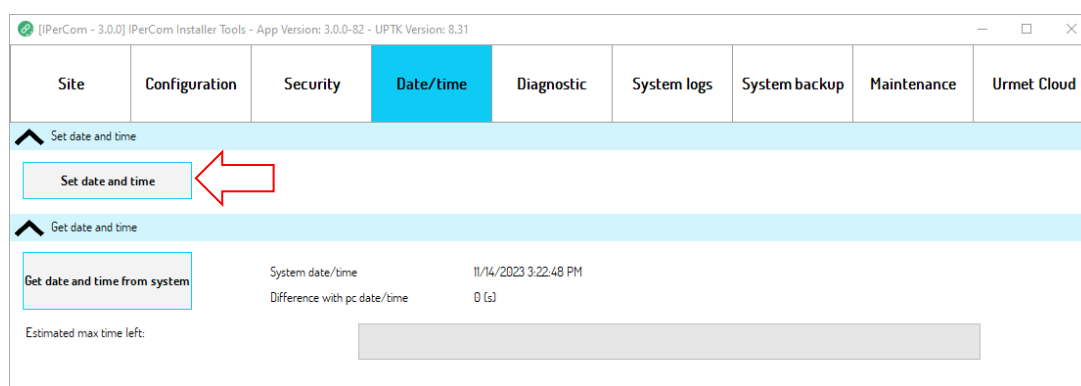 [IPerCom - 3.0.0] IPerCom Installer Tools - App Version: 3.0.0-82 - UPTK Version: 8.31
Site Configuration Security Date/time Diagnostic System logs System backup Maintenance Urmet Cloud
Set date and time
Set date and time
Get date and time
Get date and time from system
System date/time 11/14/2023 3:22:48 PM
Difference with pc date/time 0 (s)
Estimated max time left: